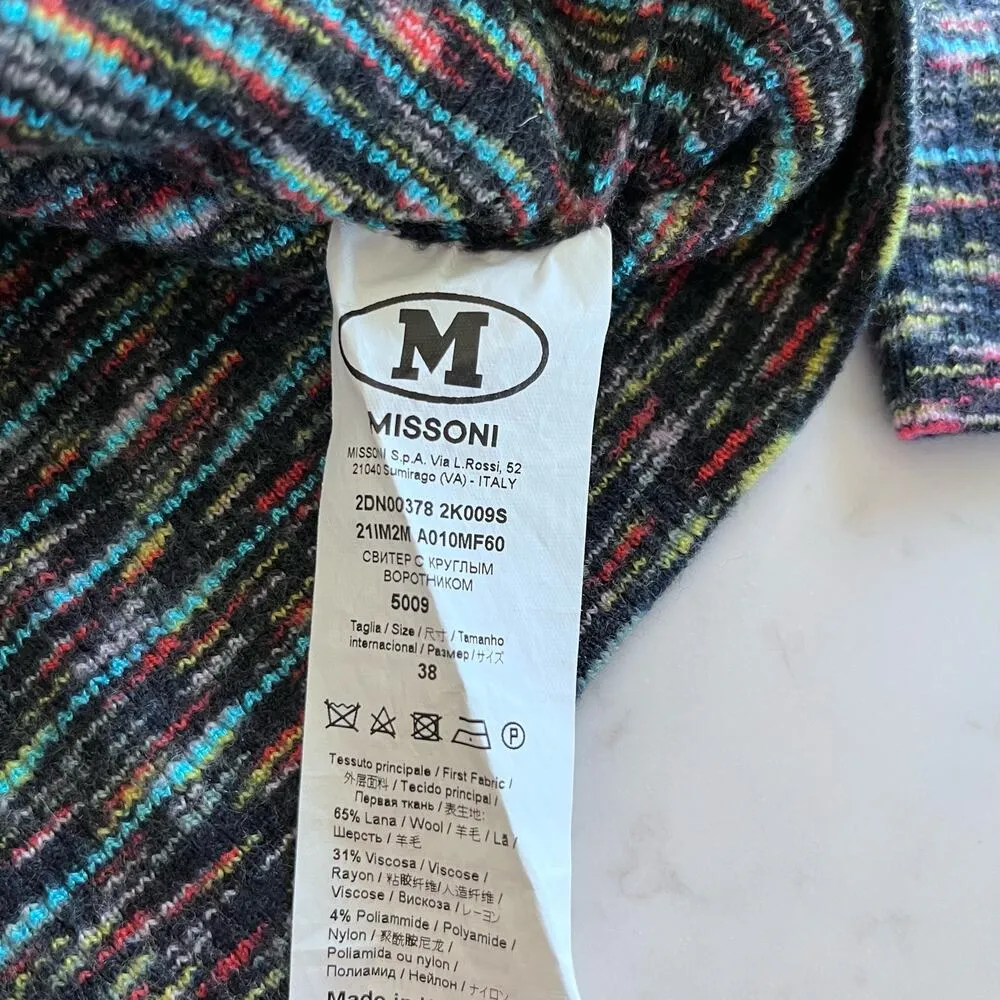 M
MISSONI
MISSONI S.p.A. Via L.Rossi, 52
21040 Sumirago (VA) - ITALY
2DN00378 2K009S
21IM2M A010MF60
СВИТЕР С КРУГЛЫМ
ВОРОТНИКОМ
5009
Taglia / Size / 尺寸 / Tamanho
internacional / Размер / サイズ
38
P
Tessuto principale / First Fabric /
外层面料 / Tecido principal /
Первая ткань / 表生地:
65% Lana / Wool / 羊毛 / Lã /
Шерсть / 羊毛
31% Viscosa / Viscose /
Rayon / 粘胶纤维/人造纤维 /
Viscose / Вискоза / レーヨン
4% Poliammide / Polyamide /
Nylon / 聚酰胺尼龙 /
Poliamida ou nylon /
Полиамид / Нейлон / ナイロン
Made in